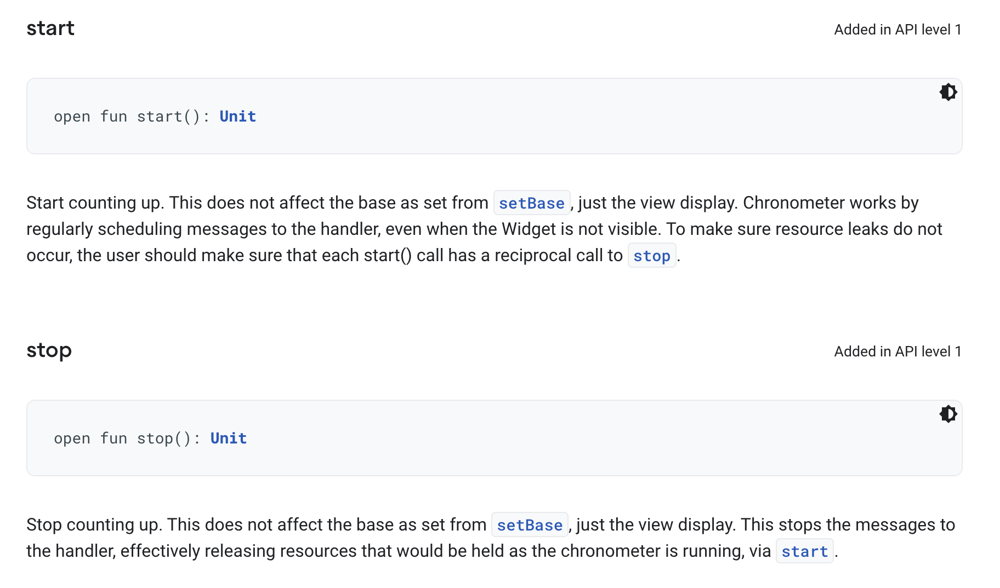 start
Added in API level 1
open fun start(): Unit
Start counting up. This does not affect the base as set from setBase, just the view display. Chronometer works by
regularly scheduling messages to the handler, even when the Widget is not visible. To make sure resource leaks do not
occur, the user should make sure that each start() call has a reciprocal call to stop.
stop
Added in API level 1
open fun stop(): Unit
Stop counting up. This does not affect the base as set from setBase, just the view display. This stops the messages to
the handler, effectively releasing resources that would be held as the chronometer is running, via start.